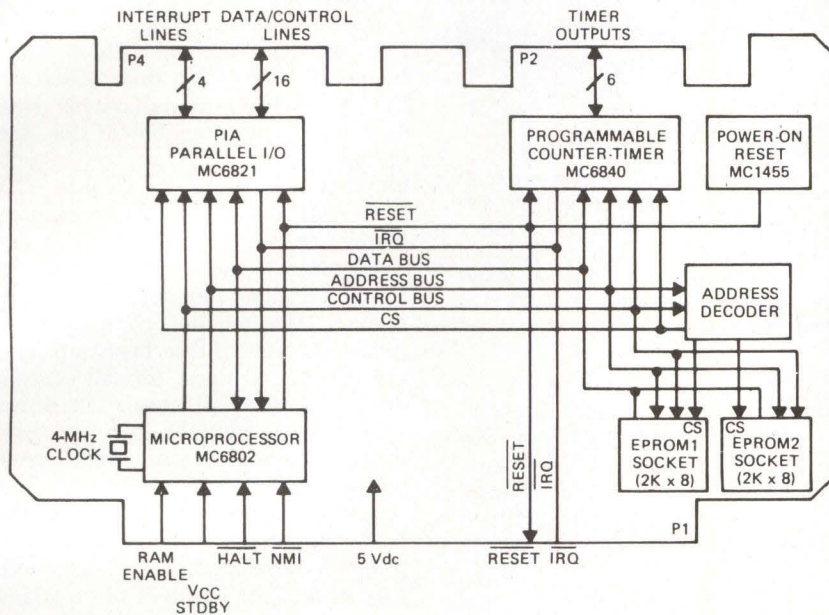 INTERRUPT DATA/CONTROL
LINES LINES
TIMER
OUTPUTS
P4
P2
4
16
6
PIA
PARALLEL I/O
MC6821
PROGRAMMABLE
COUNTER-TIMER
MC6840
POWER-ON
RESET
MC1455
RESET
IRQ
DATA BUS
ADDRESS BUS
CONTROL BUS
CS
ADDRESS
DECODER
4-MHz
CLOCK
MICROPROCESSOR
MC6802
RESET
IRQ
CS
CS
EPROM1
SOCKET
(2K x 8)
EPROM2
SOCKET
(2K x 8)
P1
RAM
ENABLE
VCC
STDBY
HALT
NMI
5 Vdc
RESET
IRQ